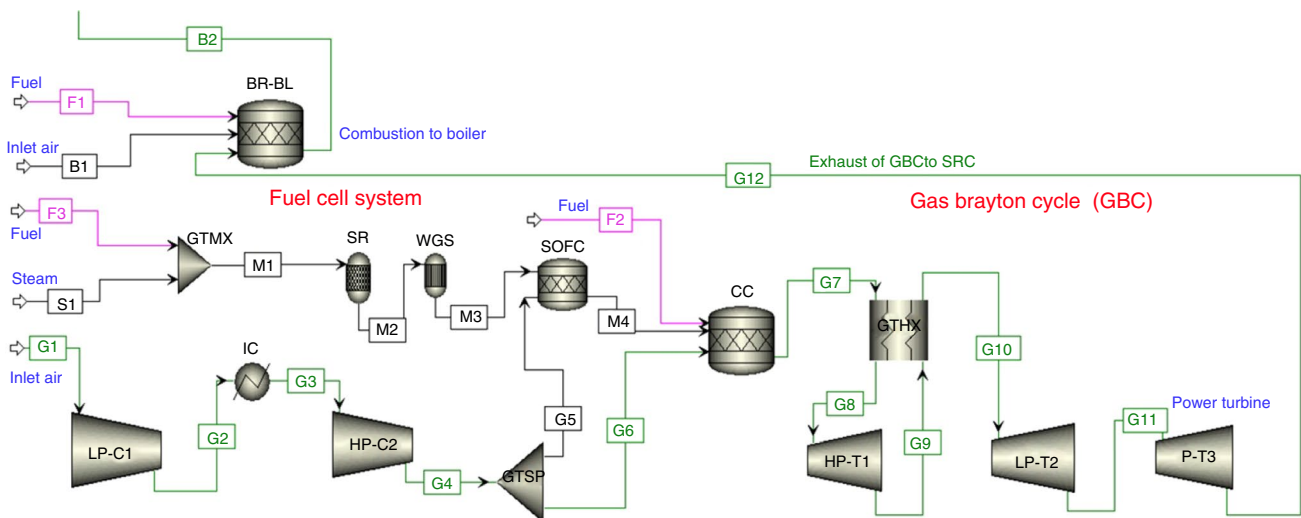 B2
Fuel
F1
BR-BL
Combustion to boiler
Inlet air
B1
Exhaust of GBCto SRC
G12
Fuel cell system
Gas brayton cycle (GBC)
F3
Fuel
GTMX
M1
SR
WGS
Fuel
F2
SOFC
CC
G7
Steam
S1
M2
M3
M4
GTHX
G10
G1
Inlet air
IC
G3
G2
LP-C1
HP-C2
G4
GTSP
G5
G6
G8
HP-T1
G9
LP-T2
G11
Power turbine
P-T3